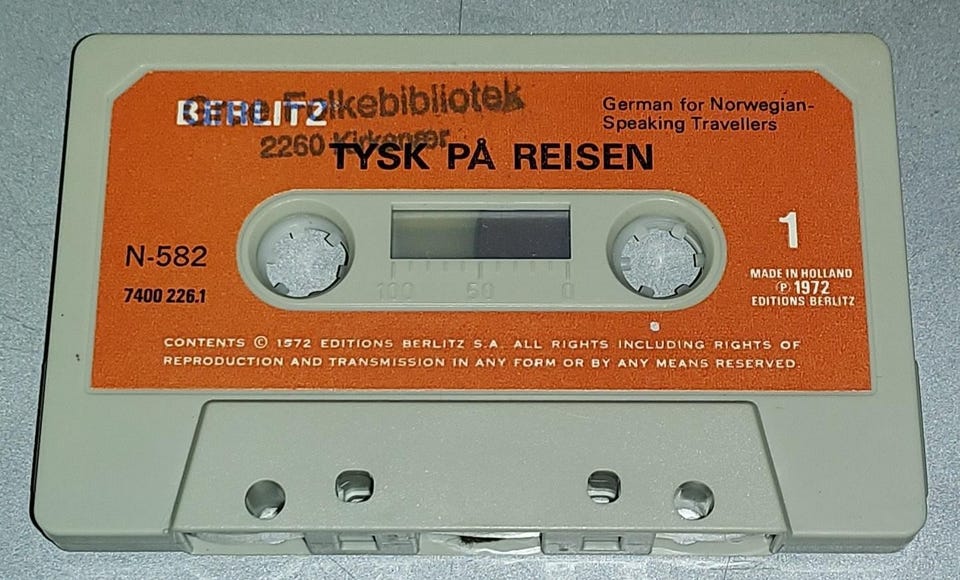 BERLITZ
Grue Folkebibliotek
2260 Kirkenær
German for Norwegian-
Speaking Travellers
TYSK PÅ REISEN
N-582
7400 226.1
100 50 0
1
MADE IN HOLLAND
Ⓟ 1972
EDITIONS BERLITZ
CONTENTS © 1972 EDITIONS BERLITZ S.A. ALL RIGHTS INCLUDING RIGHTS OF
REPRODUCTION AND TRANSMISSION IN ANY FORM OR BY ANY MEANS RESERVED.